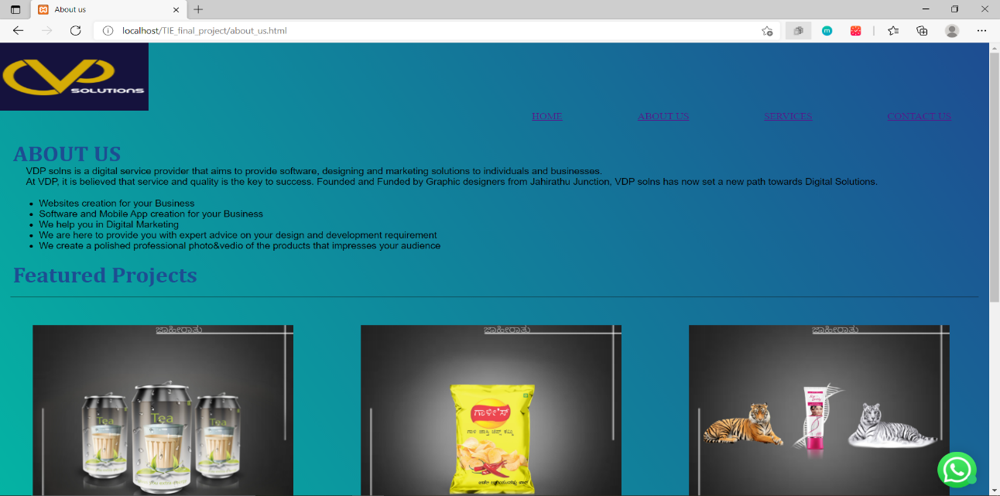 About us
localhost/TIE_final_project/about_us.html
SOLUTIONS
HOME ABOUT US SERVICES CONTACT US
ABOUT US
VDP solns is a digital service provider that aims to provide software, designing and marketing solutions to individuals and businesses.
At VDP, it is believed that service and quality is the key to success. Founded and Funded by Graphic designers from Jahirathu Junction, VDP solns has now set a new path towards Digital Solutions.
Websites creation for your Business
Software and Mobile App creation for your Business
We help you in Digital Marketing
We are here to provide you with expert advice on your design and development requirement
We create a polished professional photo&vedio of the products that impresses your audience
Featured Projects
ಜಾಹೀರಾತು ಜಾಹೀರಾತು ಜಾಹೀರಾತು
Tea Tea Tea
ಗಾಳೀ'ಸ್